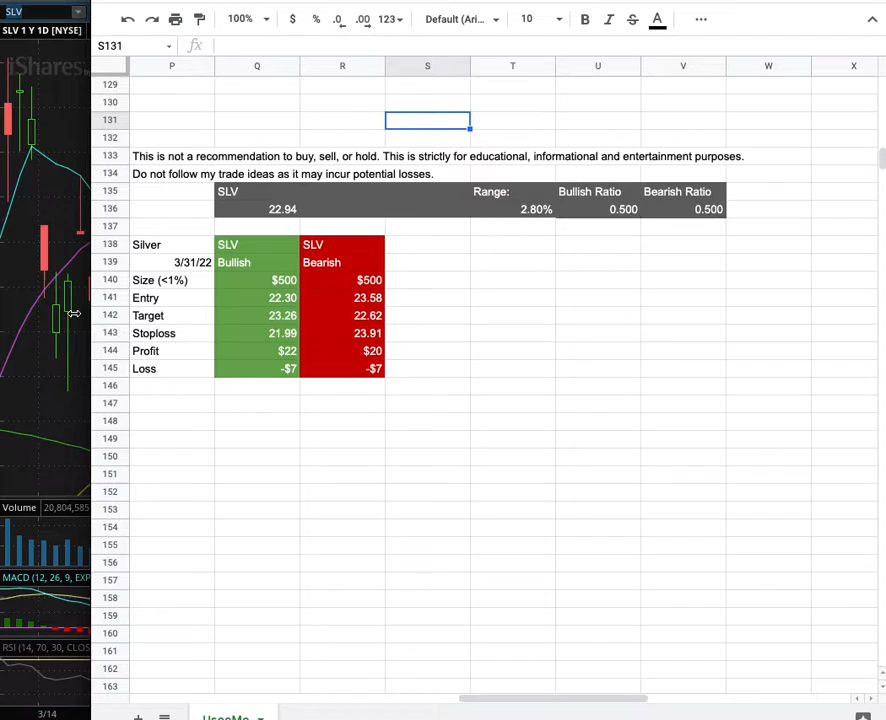 SLV
SLV 1 Y 1D [NYSE]
iShares
100%
$
%
.0
.00
123
Default (Ari...
10
B
I
S
A
S131
fx
P Q R S T U V W X
129
130
131
132
133 This is not a recommendation to buy, sell, or hold. This is strictly for educational, informational and entertainment purposes.
134 Do not follow my trade ideas as it may incur potential losses.
135 SLV Range: Bullish Ratio Bearish Ratio
136 22.94 2.80% 0.500 0.500
137
138 Silver SLV SLV
139 3/31/22 Bullish Bearish
140 Size (<1%) $500 $500
141 Entry 22.30 23.58
142 Target 23.26 22.62
143 Stoploss 21.99 23.91
144 Profit $22 $20
145 Loss -$7 -$7
146
147
148
149
150
151
152
153
154
155
156
157
158
159
160
161
162
163
Volume 20,804,585
MACD (12, 26, 9, EXP
RSI (14, 70, 30, CLOS
3/14